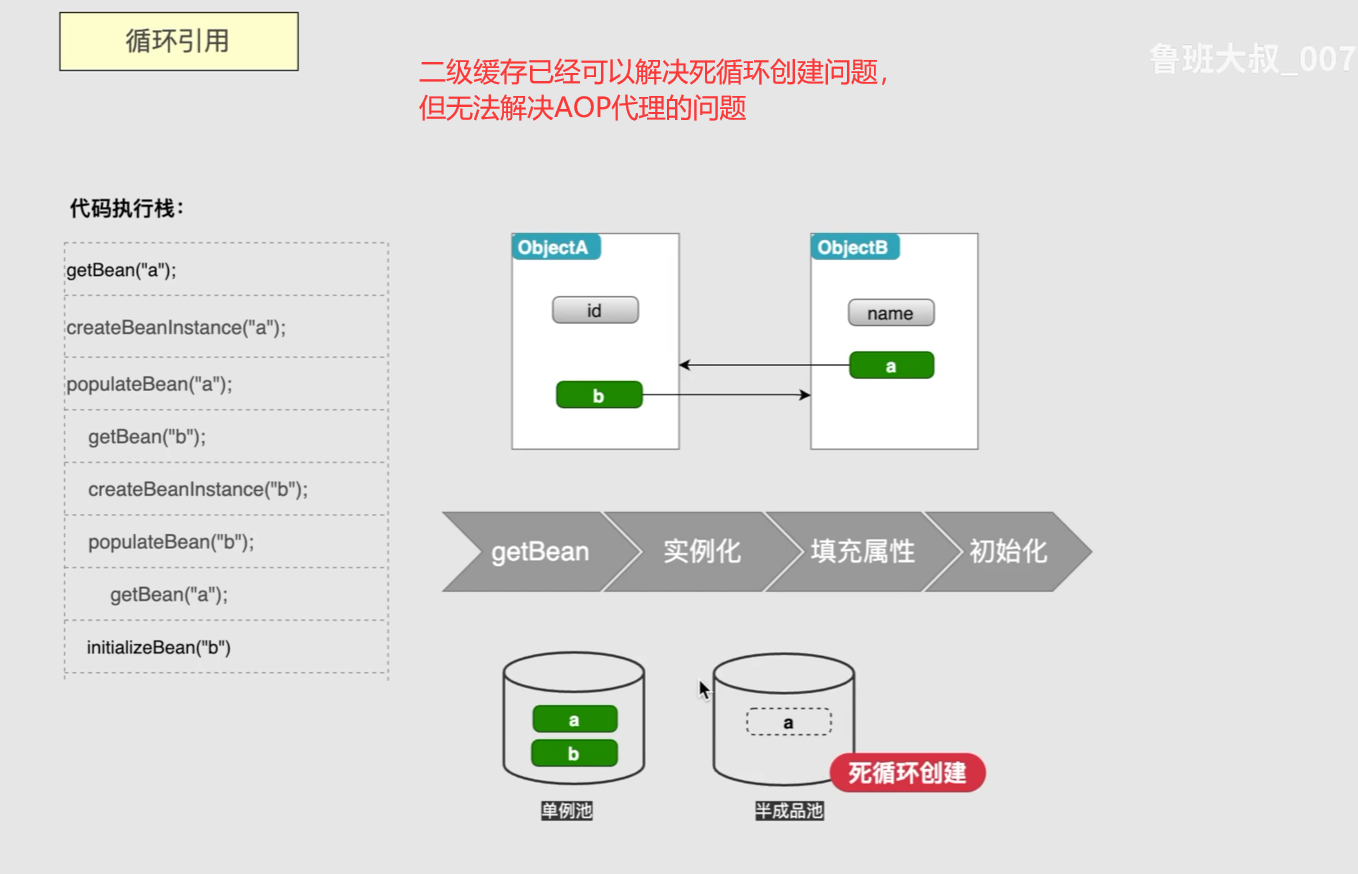 循环引用
二级缓存已经可以解决死循环创建问题，
但无法解决AOP代理的问题
鲁班大叔_007
代码执行栈：
getBean("a");
createBeanInstance("a");
populateBean("a");
getBean("b");
createBeanInstance("b");
populateBean("b");
getBean("a");
initializeBean("b")
ObjectA
id
b
ObjectB
name
a
getBean
实例化
填充属性
初始化
a
b
单例池
a
死循环创建
半成品池